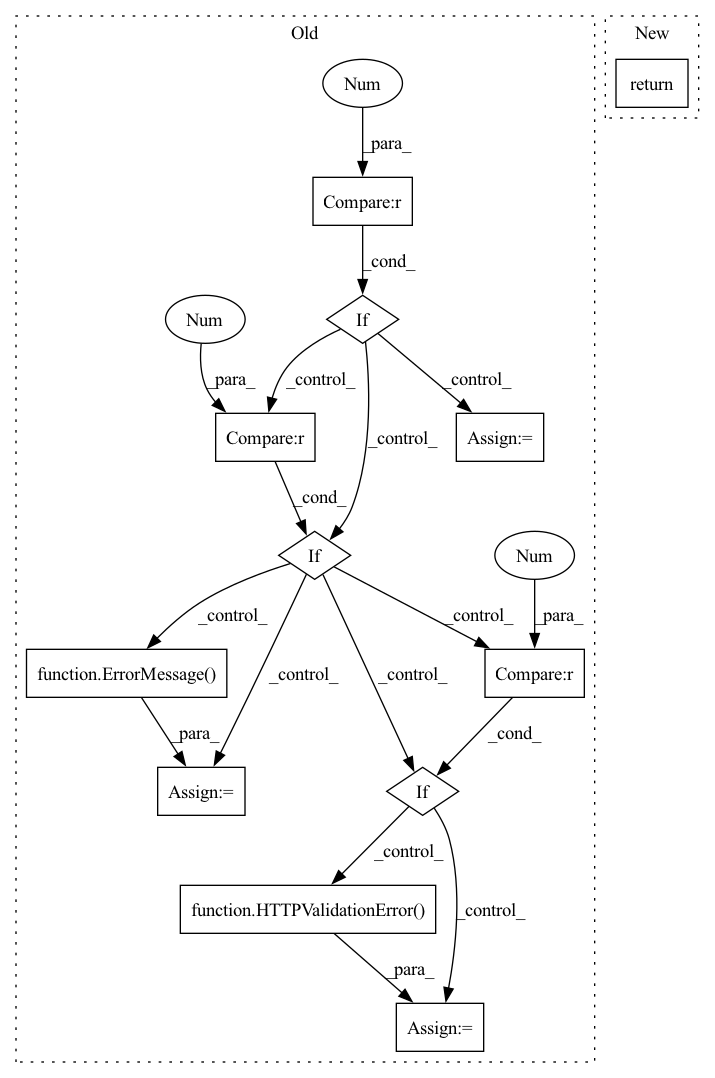 Old
New
Num
return
_para_
Compare:r
_cond_
Num
If
_para_
_control_
_control_
Compare:r
_control_
Assign:=
_cond_
If
Num
_control_
_control_
_para_
function.ErrorMessage()
_control_
_control_
Compare:r
_para_
_cond_
Assign:=
If
_control_
function.HTTPValidationError()
_control_
_para_
Assign:=